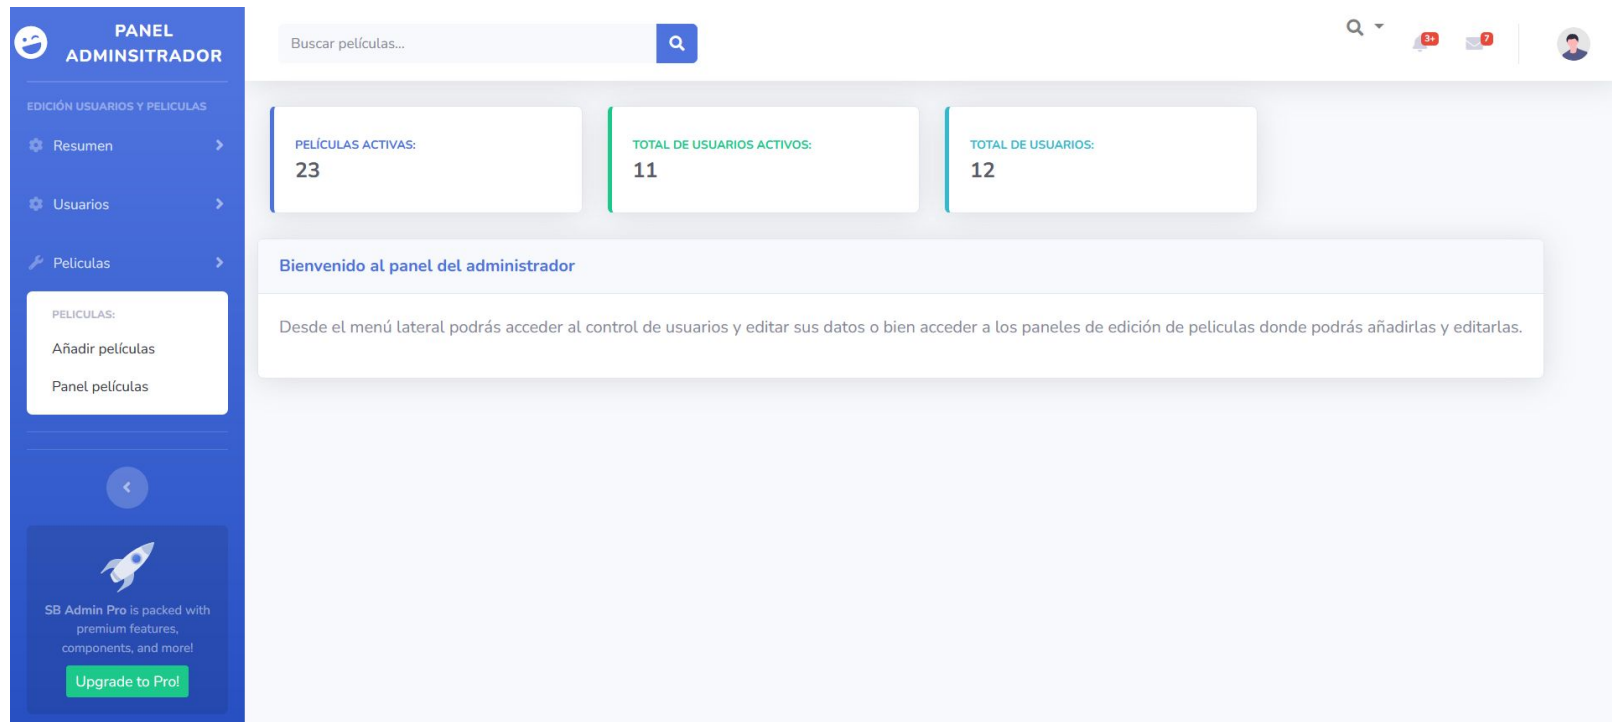 PANEL
ADMINSITRADOR
EDICIÓN USUARIOS Y PELICULAS
Resumen
Usuarios
Peliculas
PELICULAS:
Añadir películas
Panel películas
SB Admin Pro is packed with
premium features,
components, and more!
Upgrade to Pro!
Buscar películas...
3+
7
PELÍCULAS ACTIVAS:
23
TOTAL DE USUARIOS ACTIVOS:
11
TOTAL DE USUARIOS:
12
Bienvenido al panel del administrador
Desde el menú lateral podrás acceder al control de usuarios y editar sus datos o bien acceder a los paneles de edición de peliculas donde podrás añadirlas y editarlas.